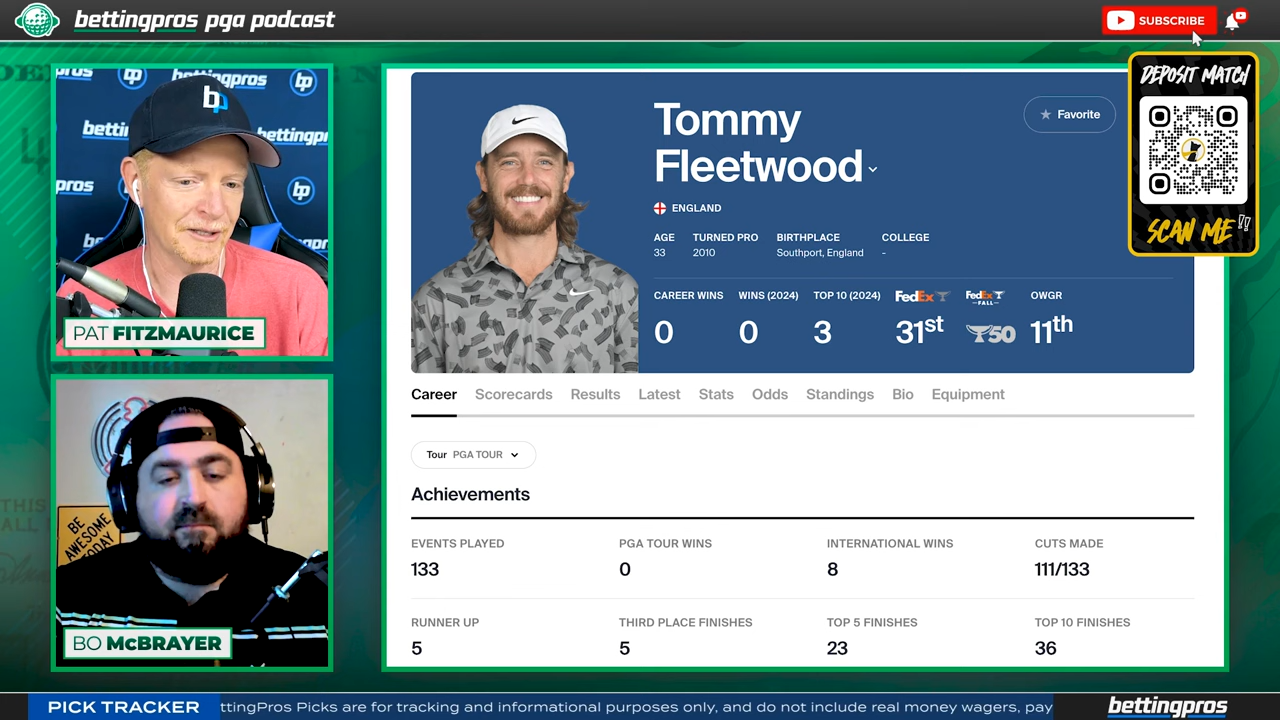 bettingpros pga podcast
SUBSCRIBE
DEPOSIT MATCH
SCAN ME!!
PAT FITZMAURICE
BE
AWESOME
TODAY
BO McBRAYER
Tommy
Fleetwood
Favorite
ENGLAND
AGE TURNED PRO BIRTHPLACE COLLEGE
33 2010 Southport, England -
CAREER WINS WINS (2024) TOP 10 (2024) FedEx FedEx FALL OWGR
0 0 3 31st 50 11th
Career Scorecards Results Latest Stats Odds Standings Bio Equipment
Tour PGA TOUR
Achievements
EVENTS PLAYED PGA TOUR WINS INTERNATIONAL WINS CUTS MADE
133 0 8 111/133
RUNNER UP THIRD PLACE FINISHES TOP 5 FINISHES TOP 10 FINISHES
5 5 23 36
PICK TRACKER
ttingPros Picks are for tracking and informational purposes only, and do not include real money wagers, pay
bettingpros